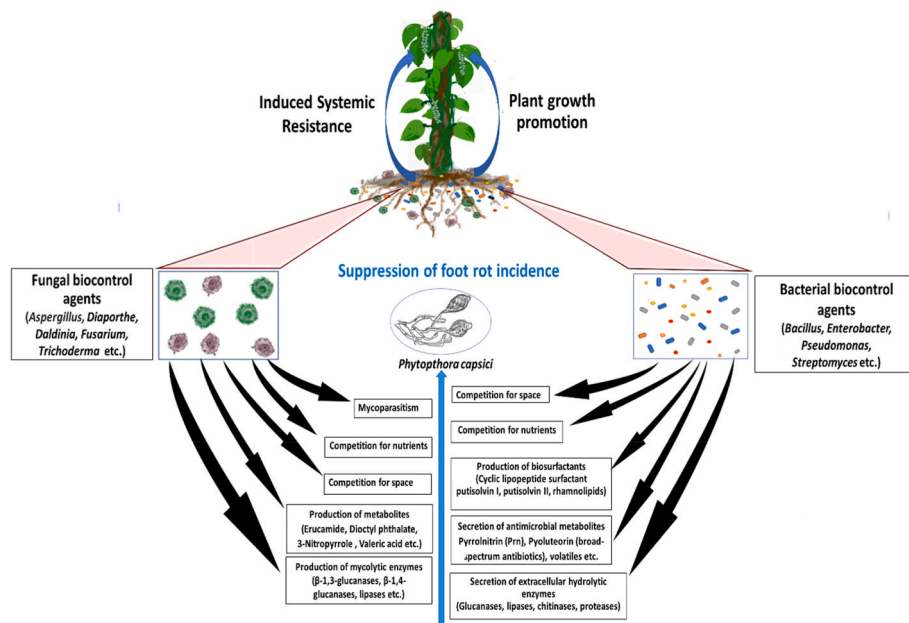 Induced Systemic
Resistance
Plant growth
promotion
Fungal biocontrol
agents
(Aspergillus, Diaporthe,
Daldinia, Fusarium,
Trichoderma etc.)
Suppression of foot rot incidence
Phytopthora capsici
Bacterial biocontrol
agents
(Bacillus, Enterobacter,
Pseudomonas,
Streptomyces etc.)
Mycoparasitism
Competition for nutrients
Competition for space
Production of metabolites
(Erucamide, Dioctyl phthalate,
3-Nitropyrrole , Valeric acid etc.)
Production of mycolytic enzymes
(β-1,3-glucanases, β-1,4-
glucanases, lipases etc.)
Competition for space
Competition for nutrients
Production of biosurfactants
(Cyclic lipopeptide surfactant
putisolvin I, putisolvin II, rhamnolipids)
Secretion of antimicrobial metabolites
Pyrrolnitrin (Prn), Pyoluteorin (broad-
spectrum antibiotics), volatiles etc.
Secretion of extracellular hydrolytic
enzymes
(Glucanases, lipases, chitinases, proteases)